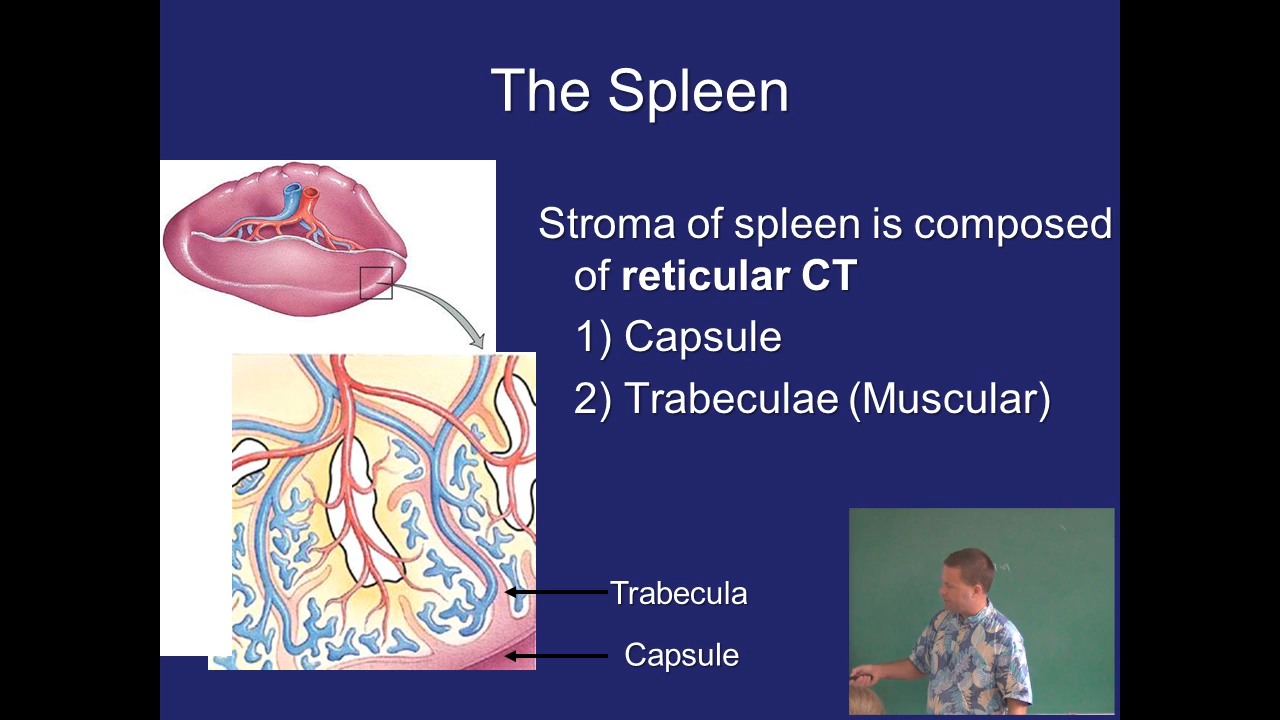 The Spleen
Stroma of spleen is composed
of reticular CT
1) Capsule
2) Trabeculae (Muscular)
Trabecula
Capsule